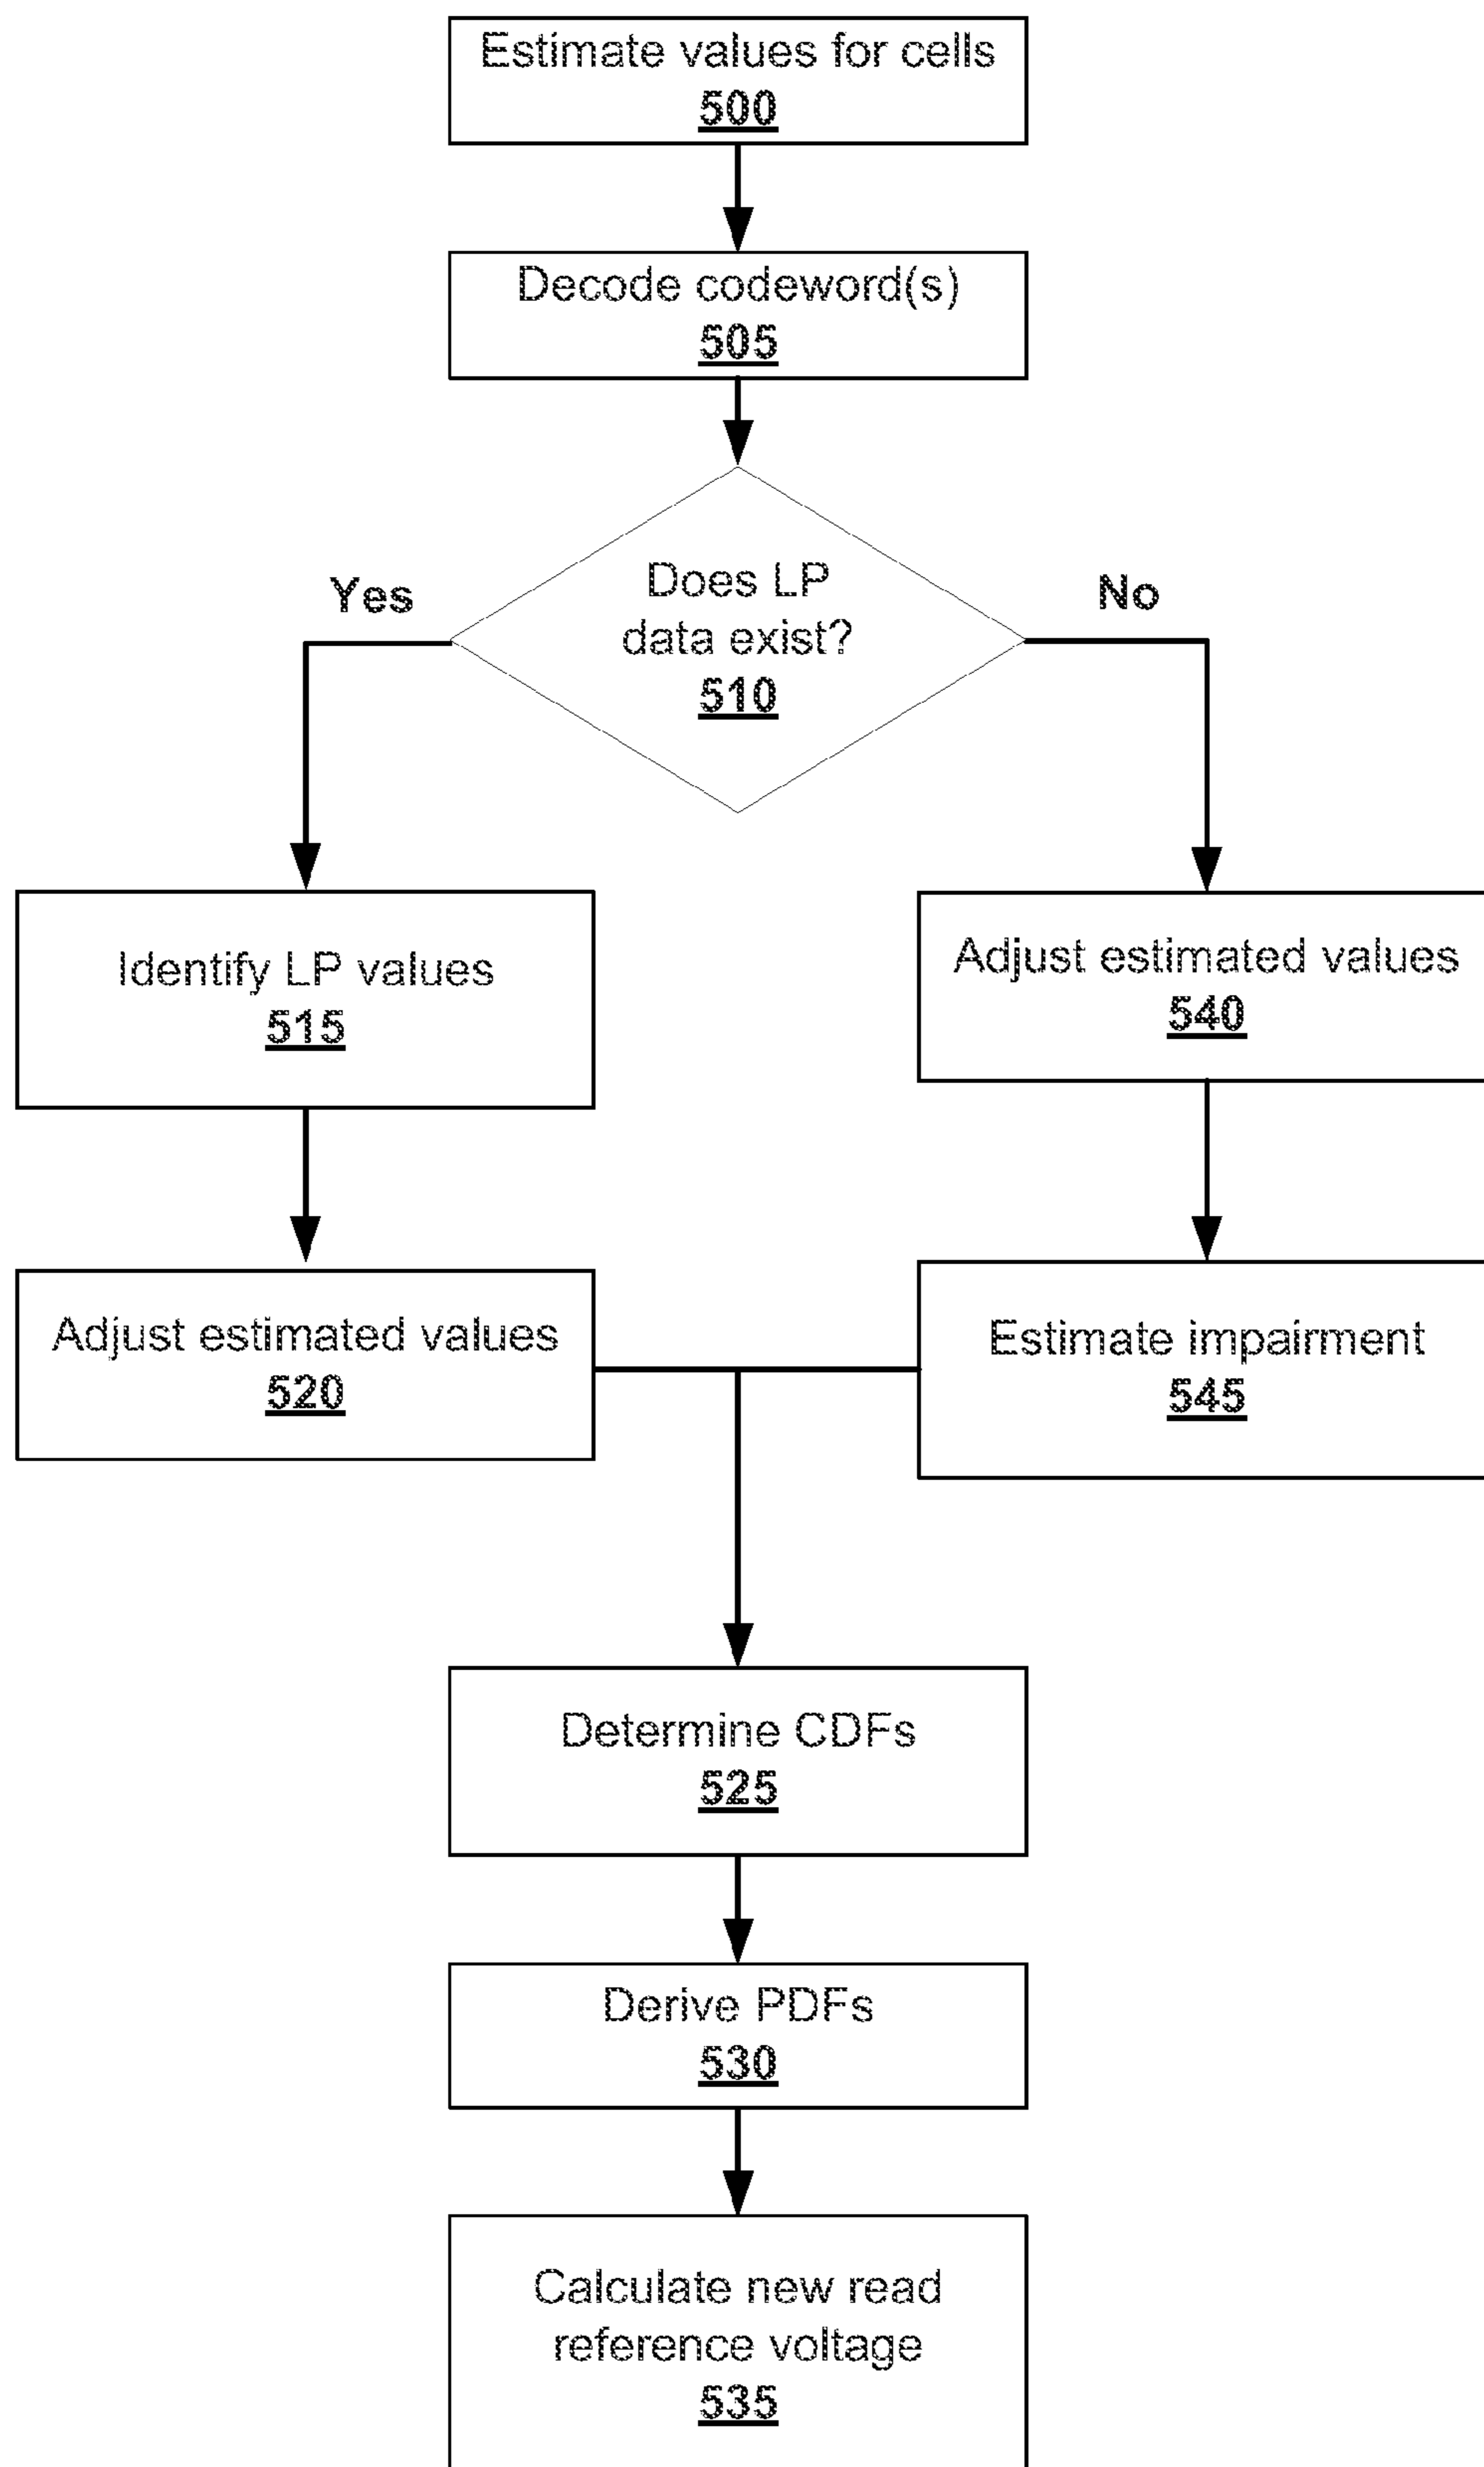 Estimate values for cells
500
Decode codeword(s)
505
Does LP
data exist?
510
Yes
No
Identify LP values
515
Adjust estimated values
540
Adjust estimated values
520
Estimate impairment
545
Determine CDFs
525
Derive PDFs
530
Calculate new read
reference voltage
535